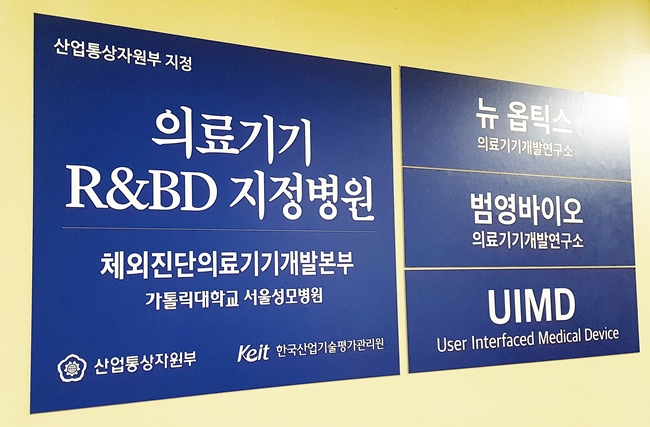 산업통상자원부 지정
의료기기
R&BD 지정병원
체외진단의료기기개발본부
가톨릭대학교 서울성모병원
산업통상자원부
Keit 한국산업기술평가관리원
뉴 옵틱스
의료기기개발연구소
범영바이오
의료기기개발연구소
UIMD
User Interfaced Medical Device